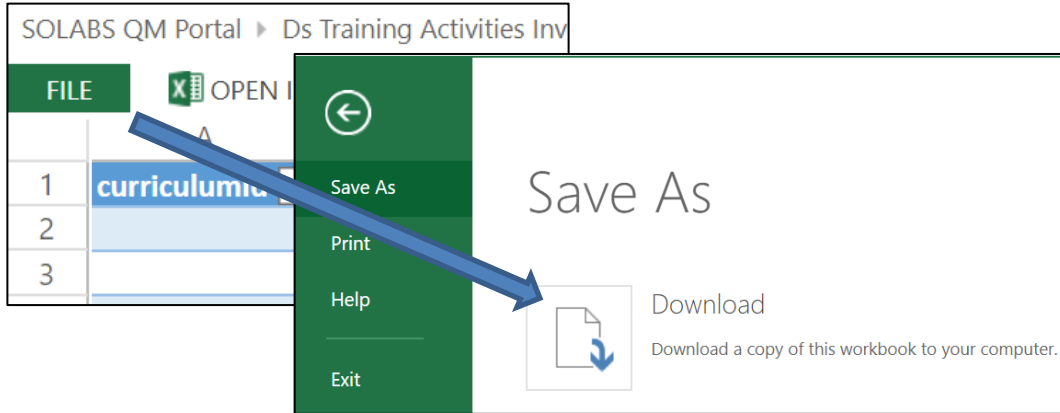 SOLABS QM Portal ▸ Ds Training Activities Inv
FILE OPEN I
A
1 curriculumid
2
3
Save As
Print
Help
Exit
Save As
Download
Download a copy of this workbook to your computer.